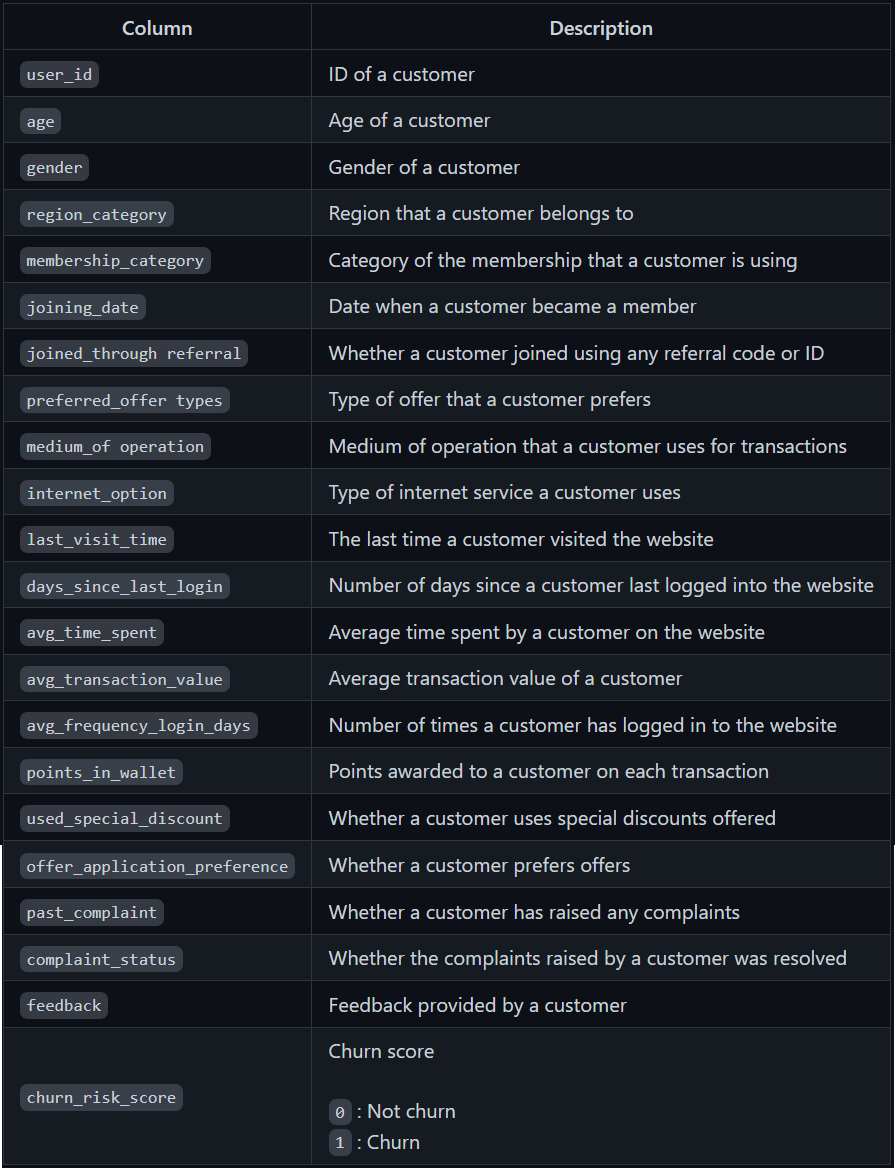 Column Description
user_id ID of a customer
age Age of a customer
gender Gender of a customer
region_category Region that a customer belongs to
membership_category Category of the membership that a customer is using
joining_date Date when a customer became a member
joined_through referral Whether a customer joined using any referral code or ID
preferred_offer types Type of offer that a customer prefers
medium_of operation Medium of operation that a customer uses for transactions
internet_option Type of internet service a customer uses
last_visit_time The last time a customer visited the website
days_since_last_login Number of days since a customer last logged into the website
avg_time_spent Average time spent by a customer on the website
avg_transaction_value Average transaction value of a customer
avg_frequency_login_days Number of times a customer has logged in to the website
points_in_wallet Points awarded to a customer on each transaction
used_special_discount Whether a customer uses special discounts offered
offer_application_preference Whether a customer prefers offers
past_complaint Whether a customer has raised any complaints
complaint_status Whether the complaints raised by a customer was resolved
feedback Feedback provided by a customer
churn_risk_score Churn score
0 : Not churn
1 : Churn